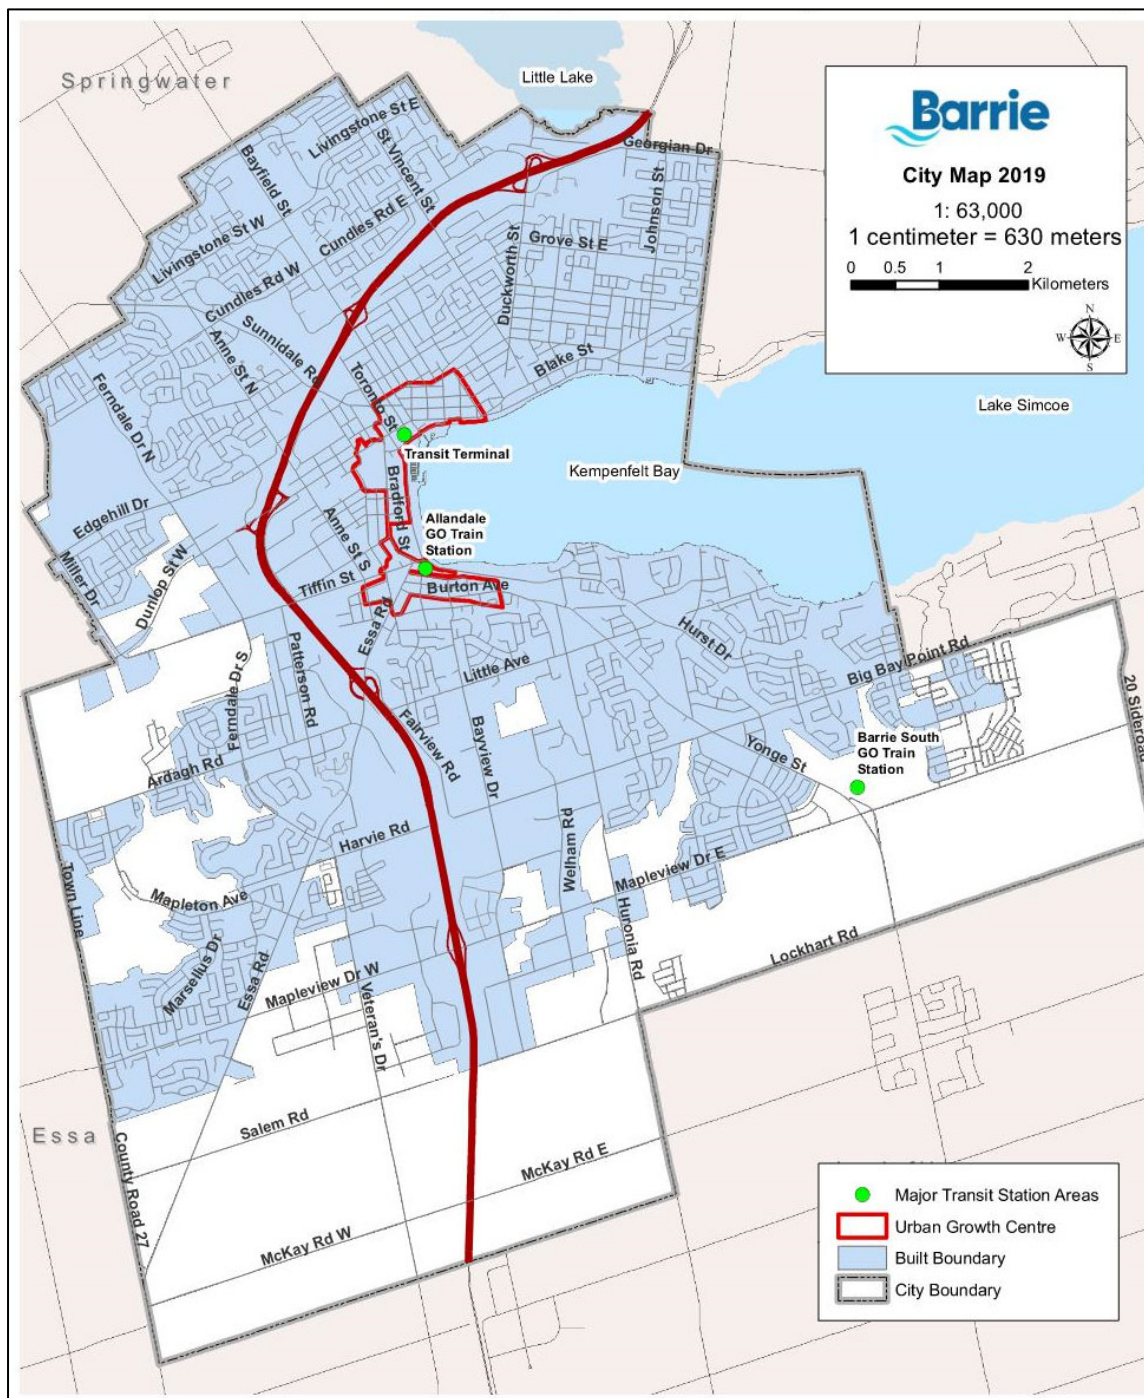 Springwater
Little Lake
Barrie
City Map 2019
1: 63,000
1 centimeter = 630 meters
0 0.5 1 2
Kilometers
N
W E
S
Livingstone St E
Bayfield St
St Vincent St
Georgian Dr
Johnson St
Livingstone St W
Cundles Rd E
Grove St E
Duckworth St
Cundles Rd W
Sunnidale Rd
Anne St N
Blake St
Toronto St
Ferndale Dr N
Lake Simcoe
Transit Terminal
Kempenfelt Bay
Bradford St
Edgehill Dr
Allandale
GO Train
Station
Anne St S
Miller Dr
Dunlop St W
Tiffin St
Burton Ave
Essa Rd
Hurst Dr
Patterson Rd
Little Ave
Big Bay Point Rd
Ferndale Dr S
20 Sideroad
Fairview Rd
Bayview Dr
Yonge St
Barrie South
GO Train
Station
Ardagh Rd
Harvie Rd
Welham Rd
Mapleview Dr E
Town Line
Mapleton Ave
Huronia Rd
Lockhart Rd
Marsellus Dr
Essa Rd
Mapleview Dr W
Veteran's Dr
Salem Rd
Essa
County Road 27
McKay Rd E
McKay Rd W
Major Transit Station Areas
Urban Growth Centre
Built Boundary
City Boundary